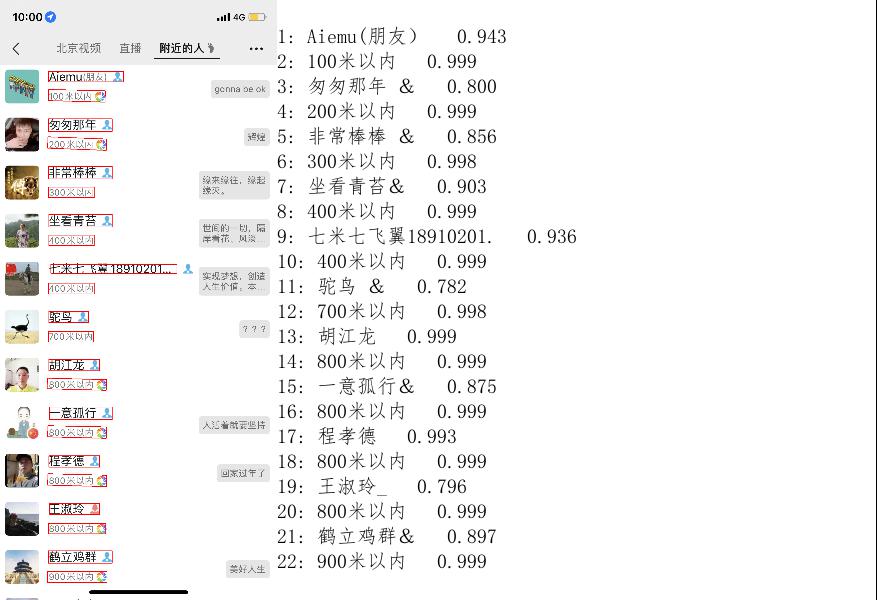 10:00 4G
北京视频 直播 附近的人
Aiemu(朋友)
100米以内
gonna be ok
匆匆那年
200米以内
辉煌
非常棒棒
300米以内
缘来缘往，缘起
缘灭。
坐看青苔
400米以内
世间的一切，隔
岸看花、风淡...
七米七飞翼18910201...
400米以内
实现梦想，创造
人生价值。本...
驼鸟
700米以内
？？？
胡江龙
800米以内
一意孤行
800米以内
人活着就要坚持
程孝德
800米以内
回家过年了
王淑玲
800米以内
鹤立鸡群
900米以内
美好人生
1: Aiemu(朋友） 0.943
2: 100米以内 0.999
3: 匆匆那年 & 0.800
4: 200米以内 0.999
5: 非常棒棒 & 0.856
6: 300米以内 0.998
7: 坐看青苔& 0.903
8: 400米以内 0.999
9: 七米七飞翼18910201. 0.936
10: 400米以内 0.999
11: 驼鸟 & 0.782
12: 700米以内 0.998
13: 胡江龙 0.999
14: 800米以内 0.999
15: 一意孤行& 0.875
16: 800米以内 0.999
17: 程孝德 0.993
18: 800米以内 0.999
19: 王淑玲_ 0.796
20: 800米以内 0.999
21: 鹤立鸡群& 0.897
22: 900米以内 0.999